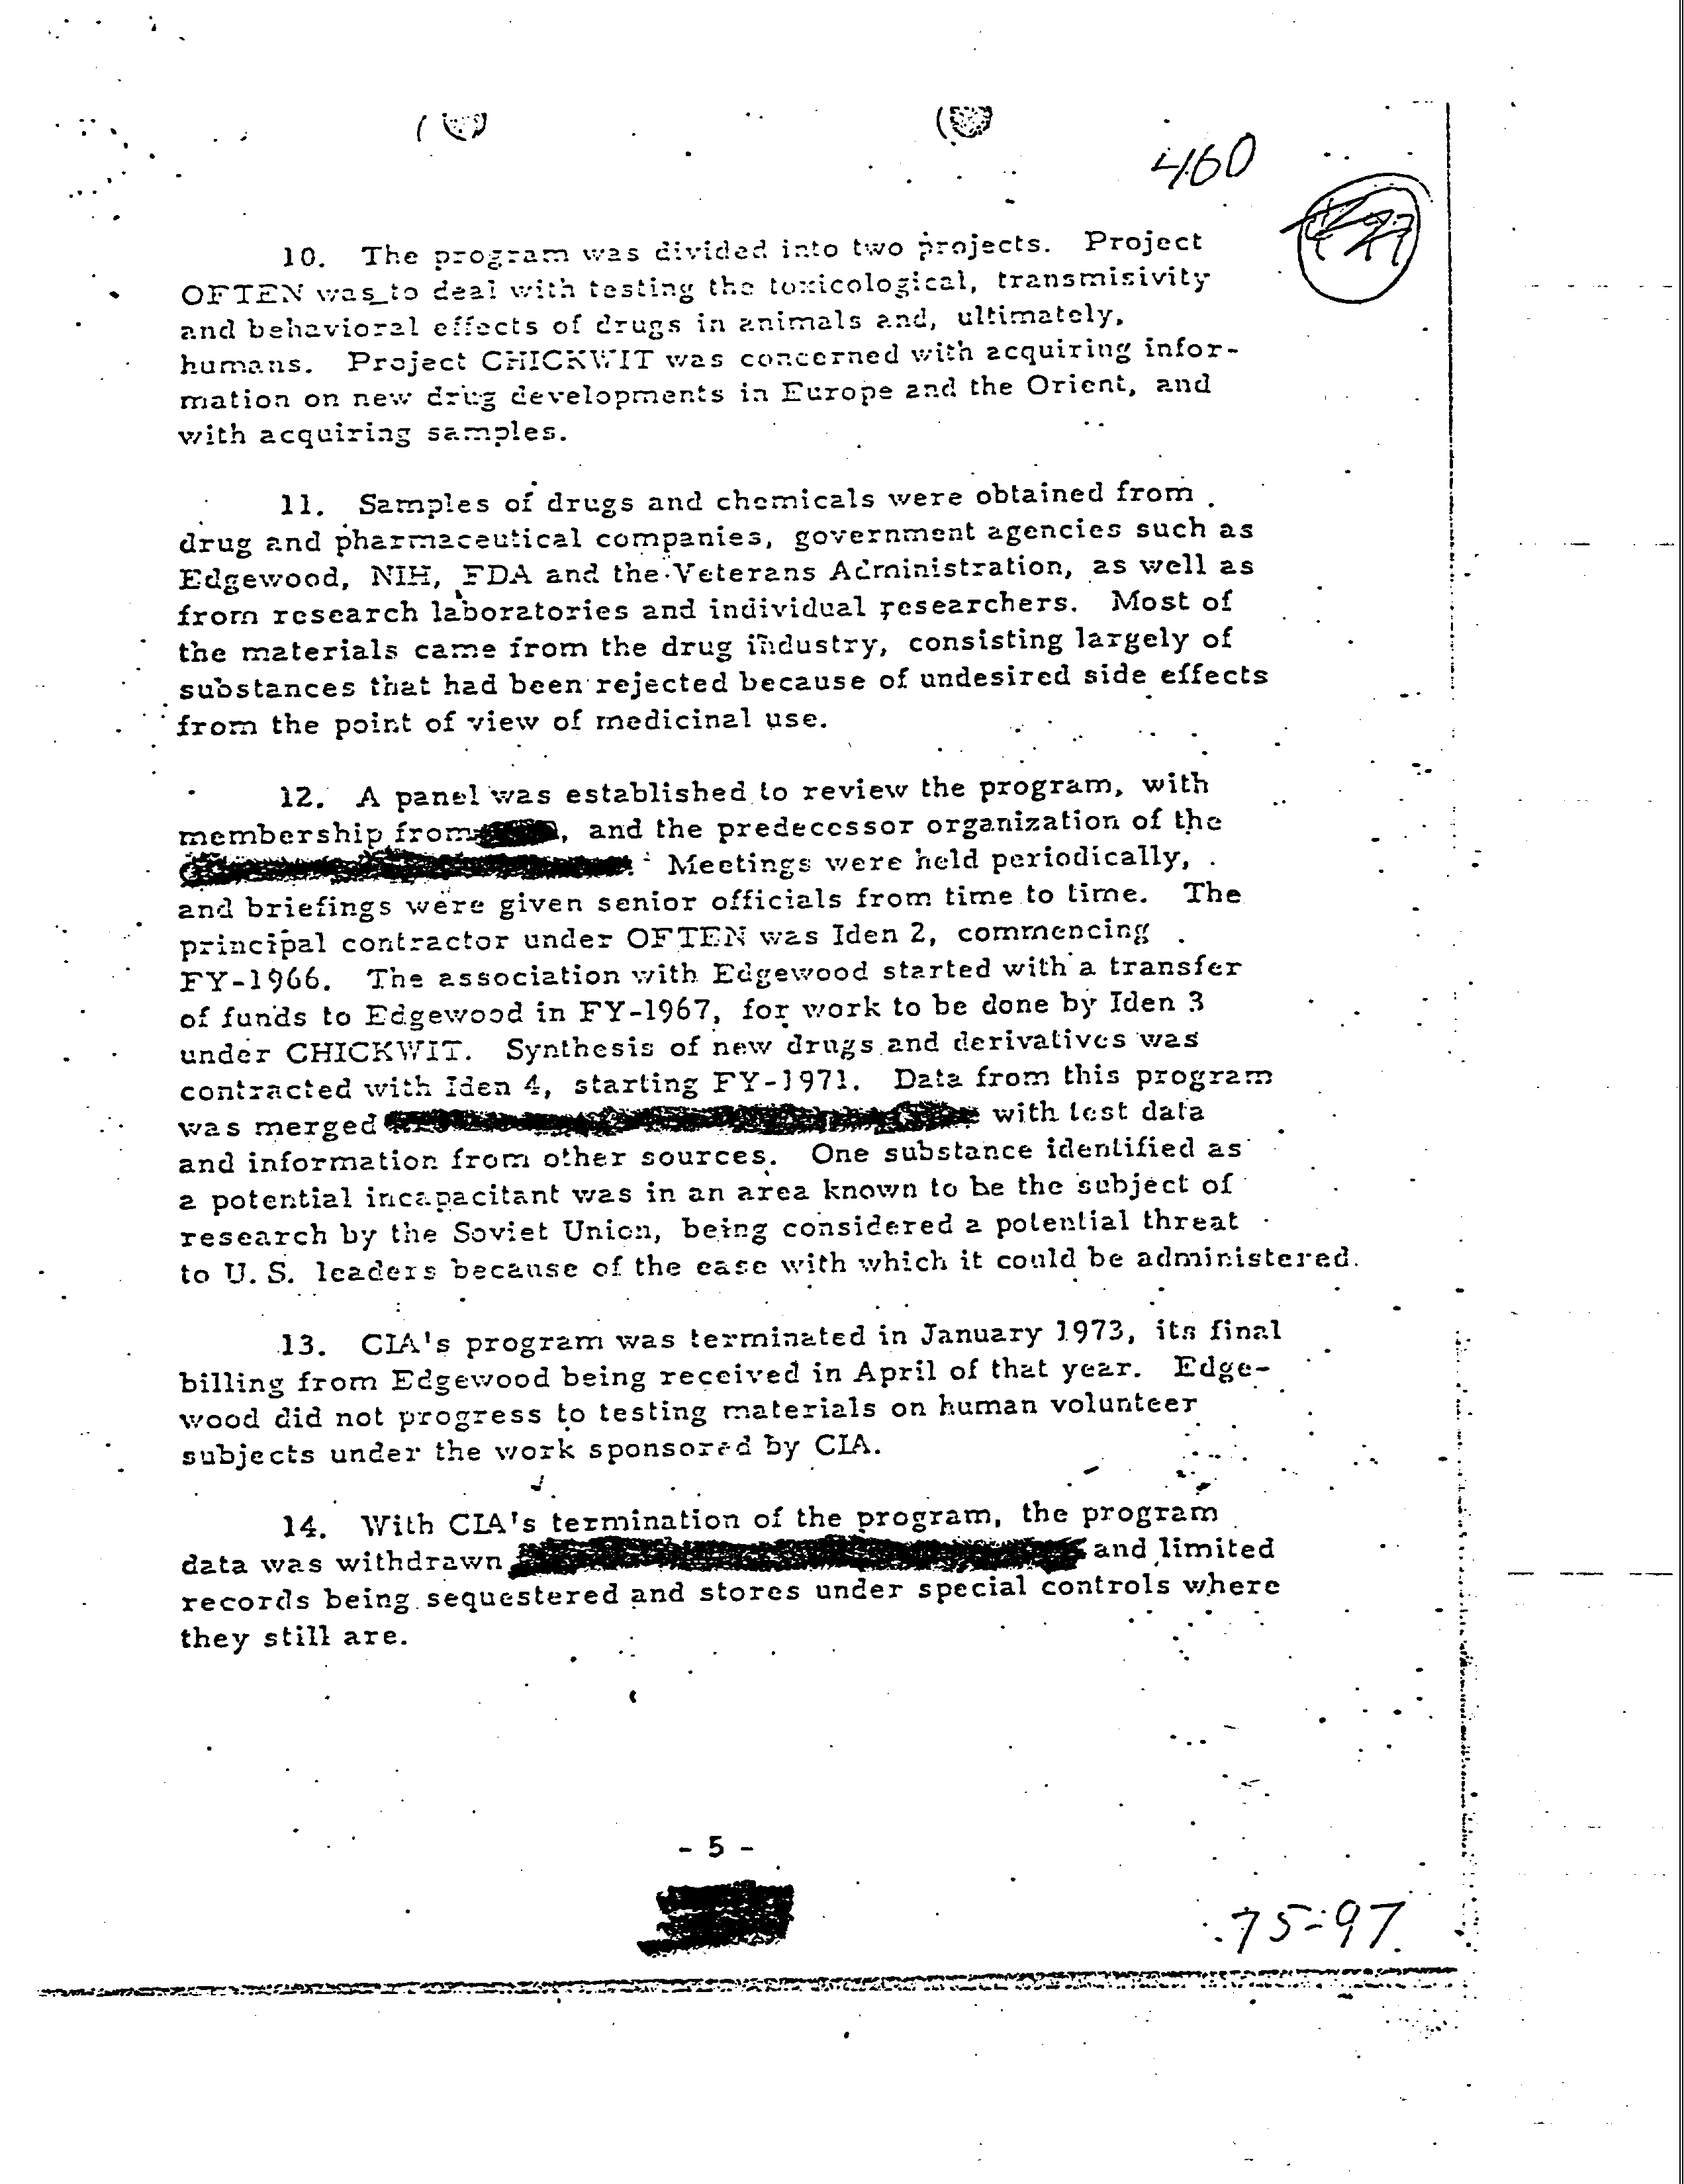 460
10. The program was divided into two projects. Project
OFTEN was to deal with testing the toxicological, transmisivity
and behavioral effects of drugs in animals and, ultimately,
humans. Project CHICKWIT was concerned with acquiring infor-
mation on new drug developments in Europe and the Orient, and
with acquiring samples.
11. Samples of drugs and chemicals were obtained from
drug and pharmaceutical companies, government agencies such as
Edgewood, NIH, FDA and the Veterans Administration, as well as
from research laboratories and individual researchers. Most of
the materials came from the drug industry, consisting largely of
substances that had been rejected because of undesired side effects
from the point of view of medicinal use.
12. A panel was established to review the program, with
membership from , and the predecessor organization of the
Meetings were held periodically,
and briefings were given senior officials from time to time. The
principal contractor under OFTEN was Iden 2, commencing
FY-1966. The association with Edgewood started with a transfer
of funds to Edgewood in FY-1967, for work to be done by Iden 3
under CHICKWIT. Synthesis of new drugs and derivatives was
contracted with Iden 4, starting FY-1971. Data from this program
was merged with test data
and information from other sources. One substance identified as
a potential incapacitant was in an area known to be the subject of
research by the Soviet Union, being considered a potential threat
to U.S. leaders because of the ease with which it could be administered.
13. CIA's program was terminated in January 1973, its final
billing from Edgewood being received in April of that year. Edge-
wood did not progress to testing materials on human volunteer
subjects under the work sponsored by CIA.
14. With CIA's termination of the program, the program
data was withdrawn and limited
records being sequestered and stores under special controls where
they still are.
- 5 -
75-97